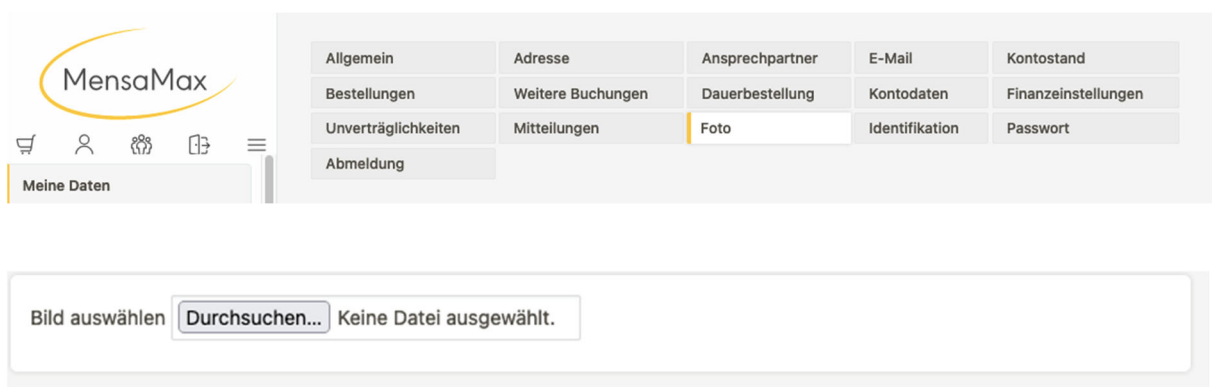 MensaMax
Allgemein Adresse Ansprechpartner E-Mail Kontostand
Bestellungen Weitere Buchungen Dauerbestellung Kontodaten Finanzeinstellungen
Unverträglichkeiten Mitteilungen Foto Identifikation Passwort
Abmeldung
Meine Daten
Bild auswählen Durchsuchen... Keine Datei ausgewählt.